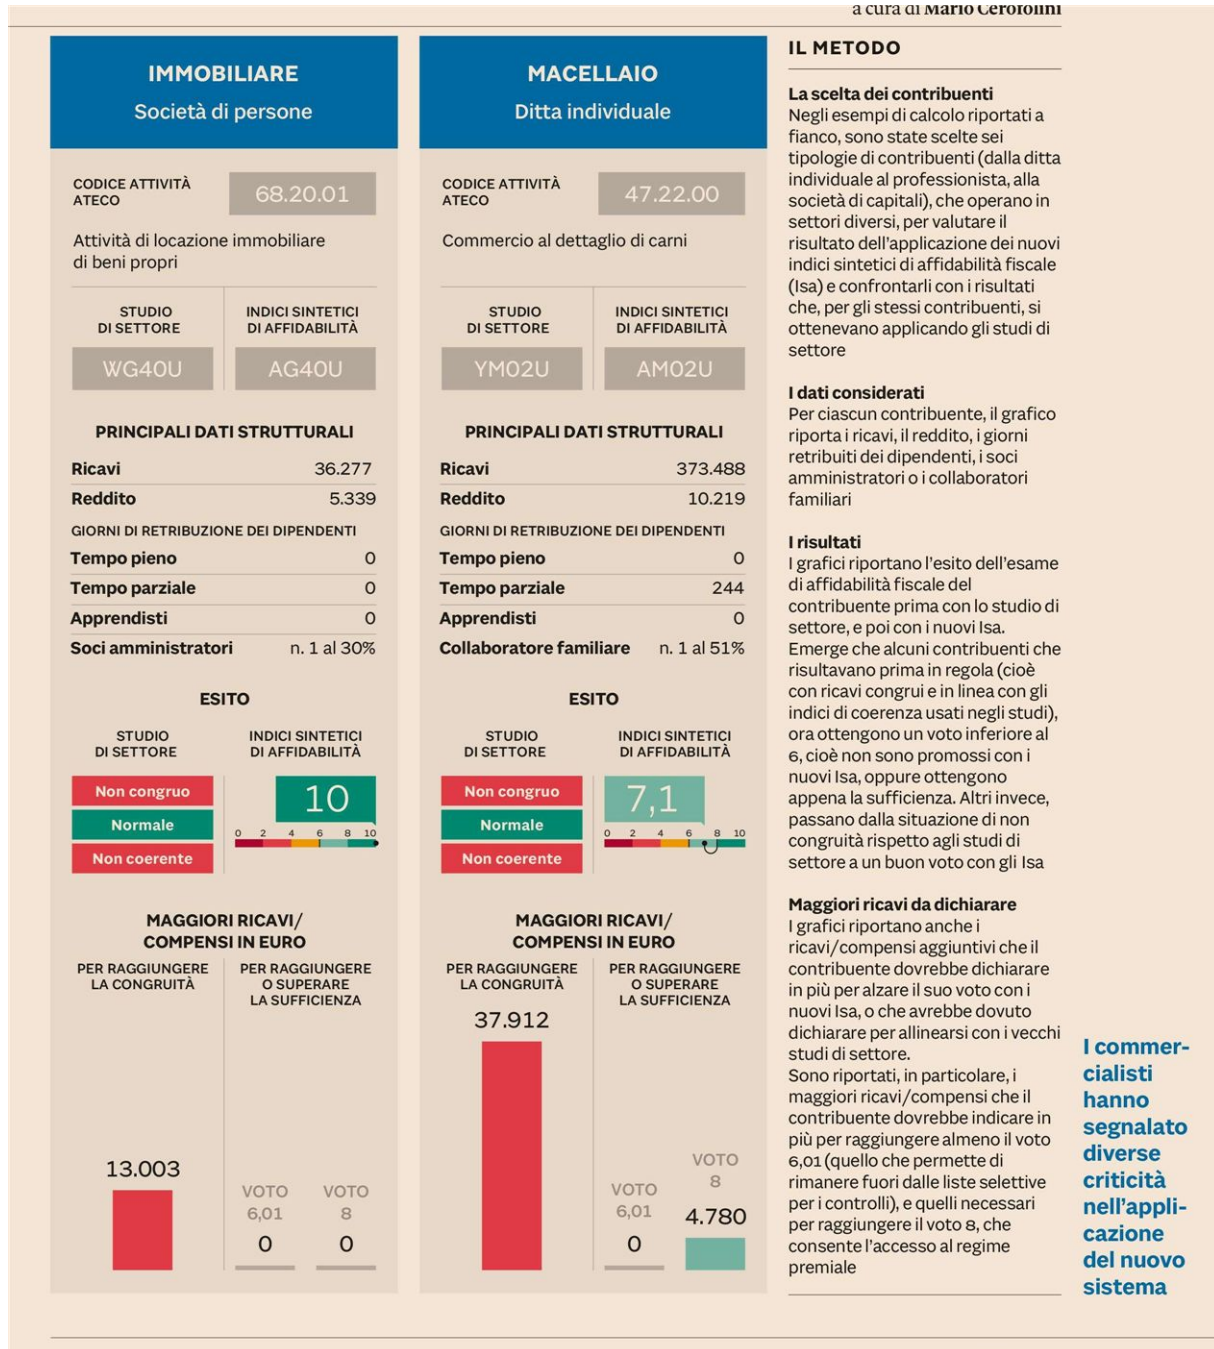 a cura di Mario Cerofolini
IMMOBILIARE
Società di persone
CODICE ATTIVITÀ
ATECO
68.20.01
Attività di locazione immobiliare
di beni propri
STUDIO
DI SETTORE
INDICI SINTETICI
DI AFFIDABILITÀ
WG40U
AG40U
PRINCIPALI DATI STRUTTURALI
Ricavi 36.277
Reddito 5.339
GIORNI DI RETRIBUZIONE DEI DIPENDENTI
Tempo pieno 0
Tempo parziale 0
Apprendisti 0
Soci amministratori n. 1 al 30%
ESITO
STUDIO
DI SETTORE
INDICI SINTETICI
DI AFFIDABILITÀ
Non congruo
Normale
Non coerente
10
0 2 4 6 8 10
MAGGIORI RICAVI/
COMPENSI IN EURO
PER RAGGIUNGERE
LA CONGRUITÀ
PER RAGGIUNGERE
O SUPERARE
LA SUFFICIENZA
13.003
VOTO
6,01
0
VOTO
8
0
MACELLAIO
Ditta individuale
CODICE ATTIVITÀ
ATECO
47.22.00
Commercio al dettaglio di carni
STUDIO
DI SETTORE
INDICI SINTETICI
DI AFFIDABILITÀ
YM02U
AM02U
PRINCIPALI DATI STRUTTURALI
Ricavi 373.488
Reddito 10.219
GIORNI DI RETRIBUZIONE DEI DIPENDENTI
Tempo pieno 0
Tempo parziale 244
Apprendisti 0
Collaboratore familiare n. 1 al 51%
ESITO
STUDIO
DI SETTORE
INDICI SINTETICI
DI AFFIDABILITÀ
Non congruo
Normale
Non coerente
7,1
0 2 4 6 8 10
MAGGIORI RICAVI/
COMPENSI IN EURO
PER RAGGIUNGERE
LA CONGRUITÀ
PER RAGGIUNGERE
O SUPERARE
LA SUFFICIENZA
37.912
VOTO
6,01
0
VOTO
8
4.780
IL METODO
La scelta dei contribuenti
Negli esempi di calcolo riportati a
fianco, sono state scelte sei
tipologie di contribuenti (dalla ditta
individuale al professionista, alla
società di capitali), che operano in
settori diversi, per valutare il
risultato dell'applicazione dei nuovi
indici sintetici di affidabilità fiscale
(Isa) e confrontarli con i risultati
che, per gli stessi contribuenti, si
ottenevano applicando gli studi di
settore
I dati considerati
Per ciascun contribuente, il grafico
riporta i ricavi, il reddito, i giorni
retribuiti dei dipendenti, i soci
amministratori o i collaboratori
familiari
I risultati
I grafici riportano l'esito dell'esame
di affidabilità fiscale del
contribuente prima con lo studio di
settore, e poi con i nuovi Isa.
Emerge che alcuni contribuenti che
risultavano prima in regola (cioè
con ricavi congrui e in linea con gli
indici di coerenza usati negli studi),
ora ottengono un voto inferiore al
6, cioè non sono promossi con i
nuovi Isa, oppure ottengono
appena la sufficienza. Altri invece,
passano dalla situazione di non
congruità rispetto agli studi di
settore a un buon voto con gli Isa
Maggiori ricavi da dichiarare
I grafici riportano anche i
ricavi/compensi aggiuntivi che il
contribuente dovrebbe dichiarare
in più per alzare il suo voto con i
nuovi Isa, o che avrebbe dovuto
dichiarare per allinearsi con i vecchi
studi di settore.
Sono riportati, in particolare, i
maggiori ricavi/compensi che il
contribuente dovrebbe indicare in
più per raggiungere almeno il voto
6,01 (quello che permette di
rimanere fuori dalle liste selettive
per i controlli), e quelli necessari
per raggiungere il voto 8, che
consente l'accesso al regime
premiale
I commer-
cialisti
hanno
segnalato
diverse
criticità
nell'appli-
cazione
del nuovo
sistema